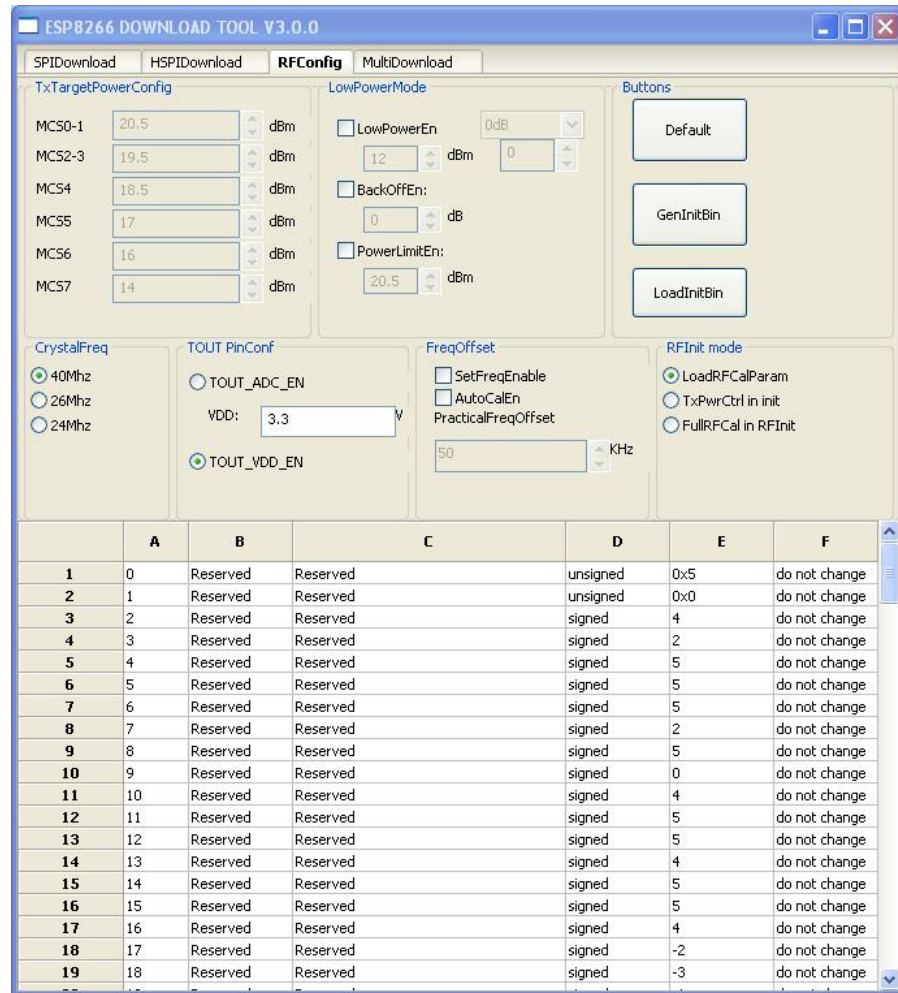 ESP8266 DOWNLOAD TOOL V3.0.0
SPIDownload HSPIDownload RFConfig MultiDownload
TxTargetPowerConfig
MCS0-1 20.5 dBm
MCS2-3 19.5 dBm
MCS4 18.5 dBm
MCS5 17 dBm
MCS6 16 dBm
MCS7 14 dBm
LowPowerMode
LowPowerEn 0dB
12 dBm 0
BackOffEn:
0 dB
PowerLimitEn:
20.5 dBm
Buttons
Default
GenInitBin
LoadInitBin
CrystalFreq
40Mhz
26Mhz
24Mhz
TOUT PinConf
TOUT_ADC_EN
VDD: 3.3 V
TOUT_VDD_EN
FreqOffset
SetFreqEnable
AutoCalEn
PracticalFreqOffset
50 KHz
RFInit mode
LoadRFCalParam
TxPwrCtrl in init
FullRFCal in RFInit
A B C D E F
1 0 Reserved Reserved unsigned 0x5 do not change
2 1 Reserved Reserved unsigned 0x0 do not change
3 2 Reserved Reserved signed 4 do not change
4 3 Reserved Reserved signed 2 do not change
5 4 Reserved Reserved signed 5 do not change
6 5 Reserved Reserved signed 5 do not change
7 6 Reserved Reserved signed 5 do not change
8 7 Reserved Reserved signed 2 do not change
9 8 Reserved Reserved signed 5 do not change
10 9 Reserved Reserved signed 0 do not change
11 10 Reserved Reserved signed 4 do not change
12 11 Reserved Reserved signed 5 do not change
13 12 Reserved Reserved signed 5 do not change
14 13 Reserved Reserved signed 4 do not change
15 14 Reserved Reserved signed 5 do not change
16 15 Reserved Reserved signed 5 do not change
17 16 Reserved Reserved signed 4 do not change
18 17 Reserved Reserved signed -2 do not change
19 18 Reserved Reserved signed -3 do not change